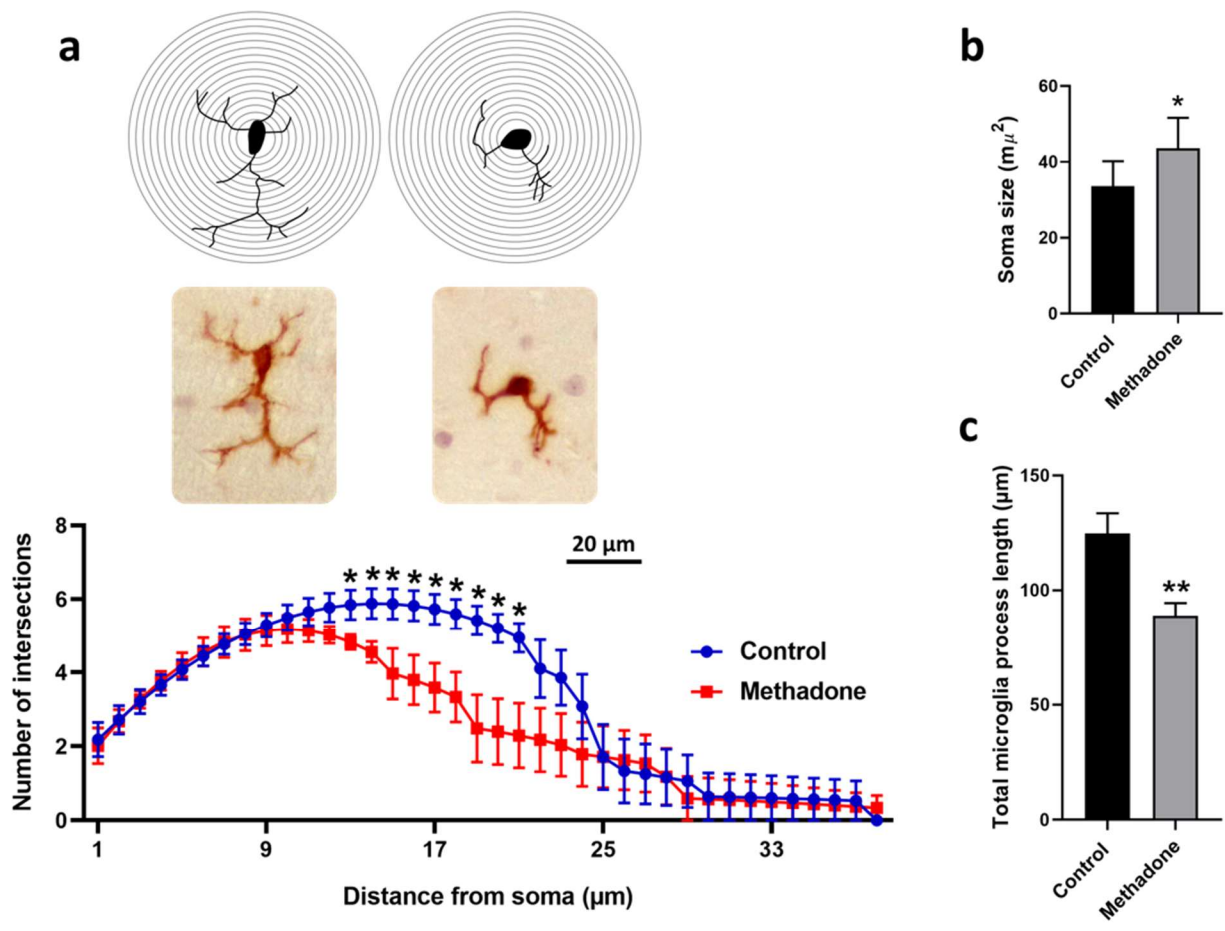 a
8
6
4
2
0
Number of intersections
* * * * * * * * *
20 µm
Control
Methadone
1 9 17 25 33
Distance from soma (µm)
b
60
40
20
0
Soma size (mµ²)
*
Control
Methadone
c
150
100
50
0
Total microglia process length (µm)
**
Control
Methadone